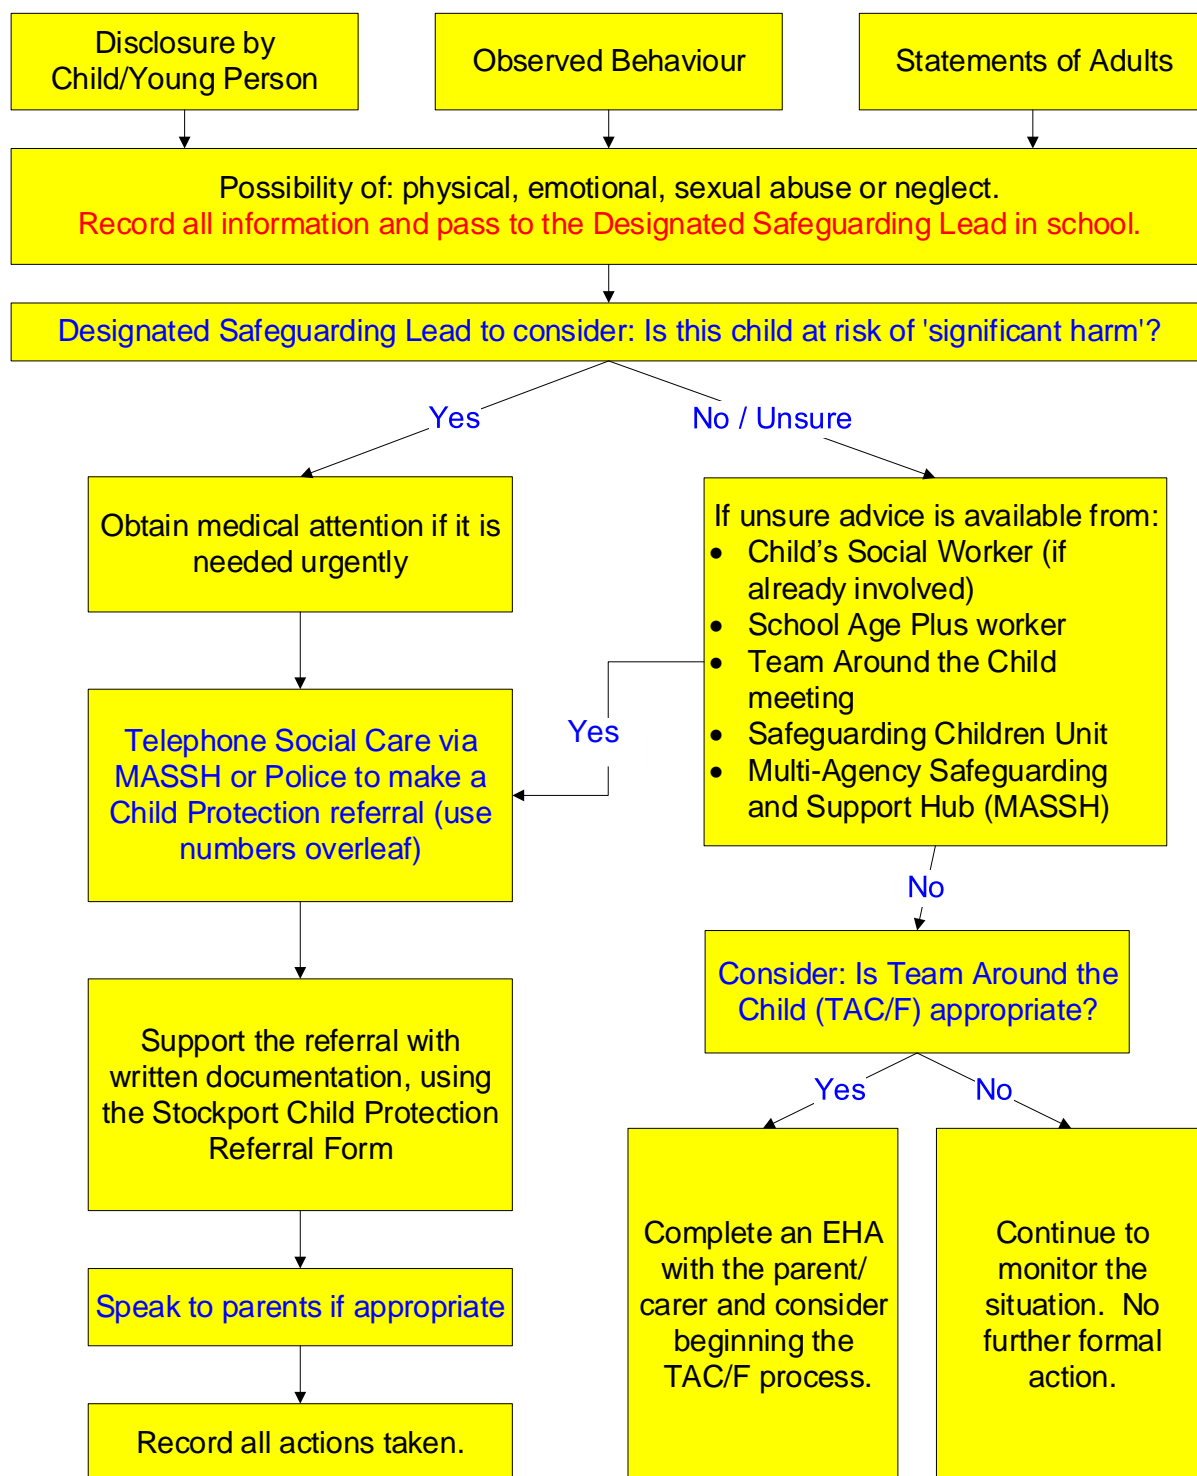 Disclosure by
Child/Young Person
Observed Behaviour
Statements of Adults
Possibility of: physical, emotional, sexual abuse or neglect.
Record all information and pass to the Designated Safeguarding Lead in school.
Designated Safeguarding Lead to consider: Is this child at risk of 'significant harm'?
Yes
No / Unsure
Obtain medical attention if it is
needed urgently
If unsure advice is available from:
• Child’s Social Worker (if
already involved)
• School Age Plus worker
• Team Around the Child
meeting
• Safeguarding Children Unit
• Multi-Agency Safeguarding
and Support Hub (MASSH)
Yes
Telephone Social Care via
MASSH or Police to make a
Child Protection referral (use
numbers overleaf)
No
Consider: Is Team Around the
Child (TAC/F) appropriate?
Support the referral with
written documentation, using
the Stockport Child Protection
Referral Form
Yes
No
Complete an EHA
with the parent/
carer and consider
beginning the
TAC/F process.
Continue to
monitor the
situation. No
further formal
action.
Speak to parents if appropriate
Record all actions taken.